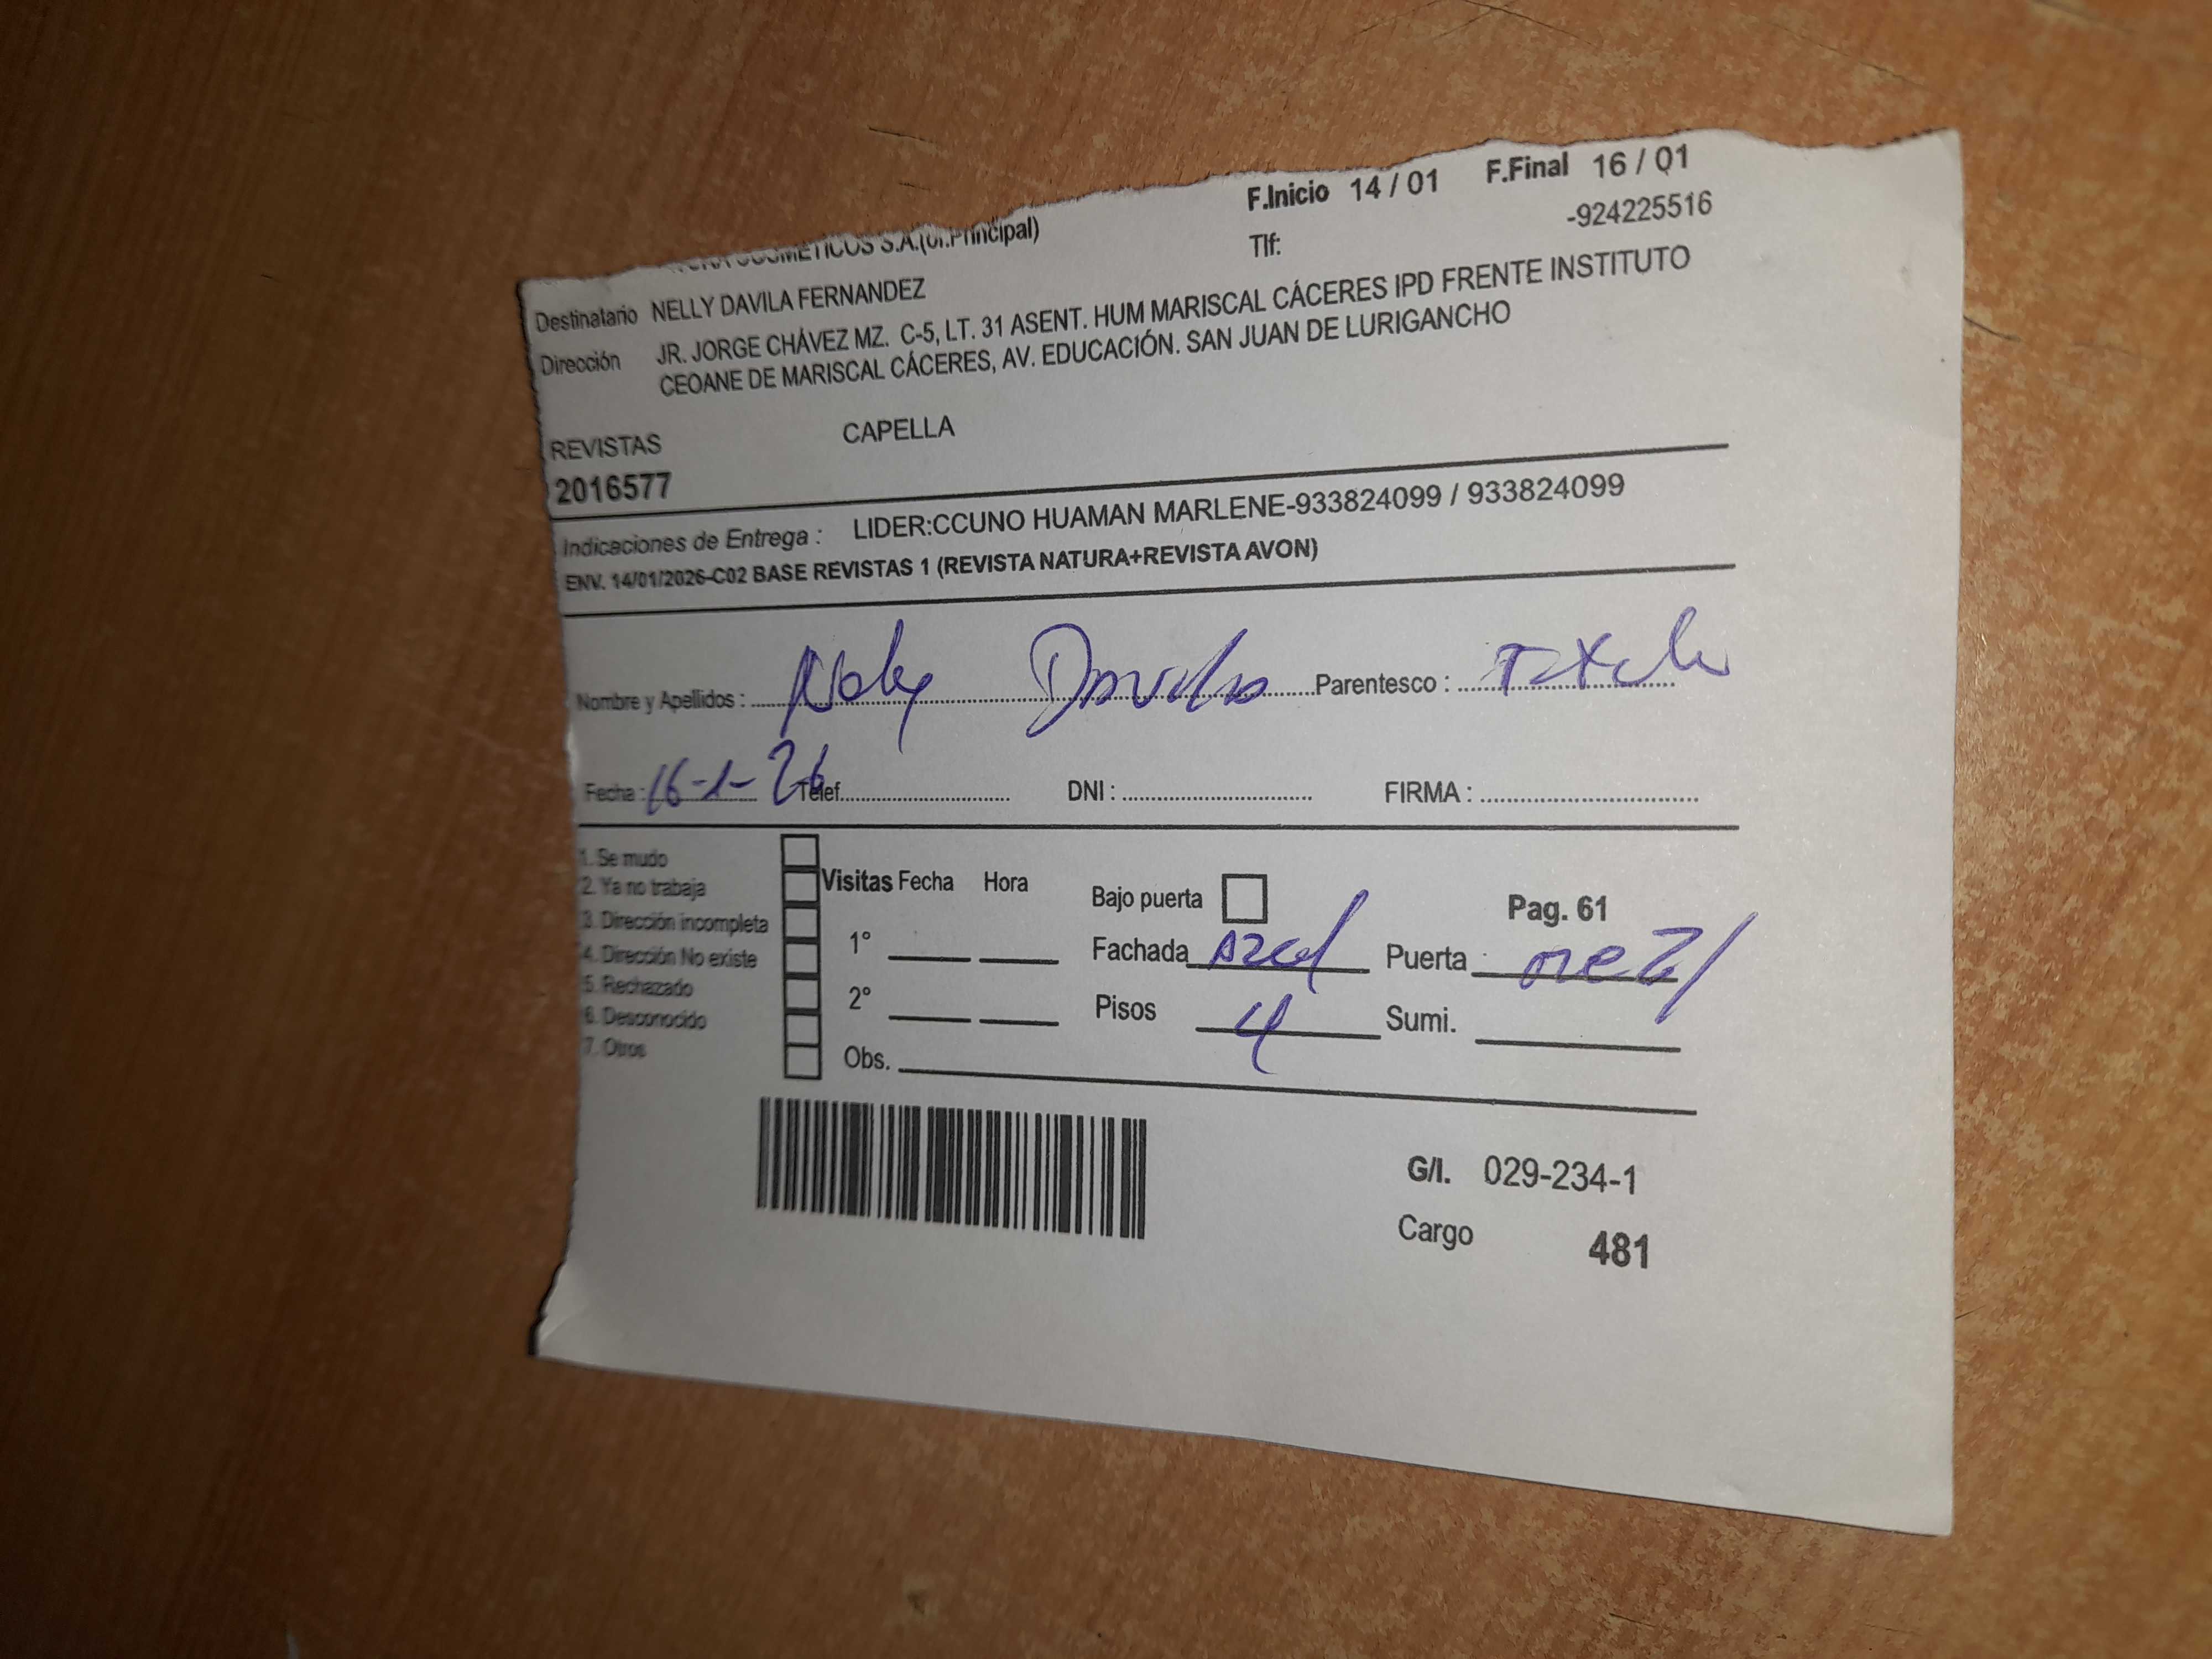 F.Inicio 14 / 01 F.Final 16 / 01
COSMETICOS S.A.(of.Principal) Tlf: -924225516
Destinatario NELLY DAVILA FERNANDEZ
Dirección JR. JORGE CHÁVEZ MZ. C-5, LT. 31 ASENT. HUM MARISCAL CÁCERES IPD FRENTE INSTITUTO
CEOANE DE MARISCAL CÁCERES, AV. EDUCACIÓN. SAN JUAN DE LURIGANCHO
REVISTAS CAPELLA
2016577
Indicaciones de Entrega : LIDER:CCUNO HUAMAN MARLENE-933824099 / 933824099
ENV. 14/01/2026-C02 BASE REVISTAS 1 (REVISTA NATURA+REVISTA AVON)
Nombre y Apellidos : Nely Davila Parentesco :
Fecha : 16-1-26 Telef. DNI : FIRMA :
1. Se mudo
2. Ya no trabaja
3. Dirección incompleta
4. Dirección No existe
5. Rechazado
6. Desconocido
7. Otros
Visitas Fecha Hora
1°
2°
Obs.
Bajo puerta Pag. 61
Fachada Azul Puerta
Pisos 4 Sumi.
G/I. 029-234-1
Cargo 481